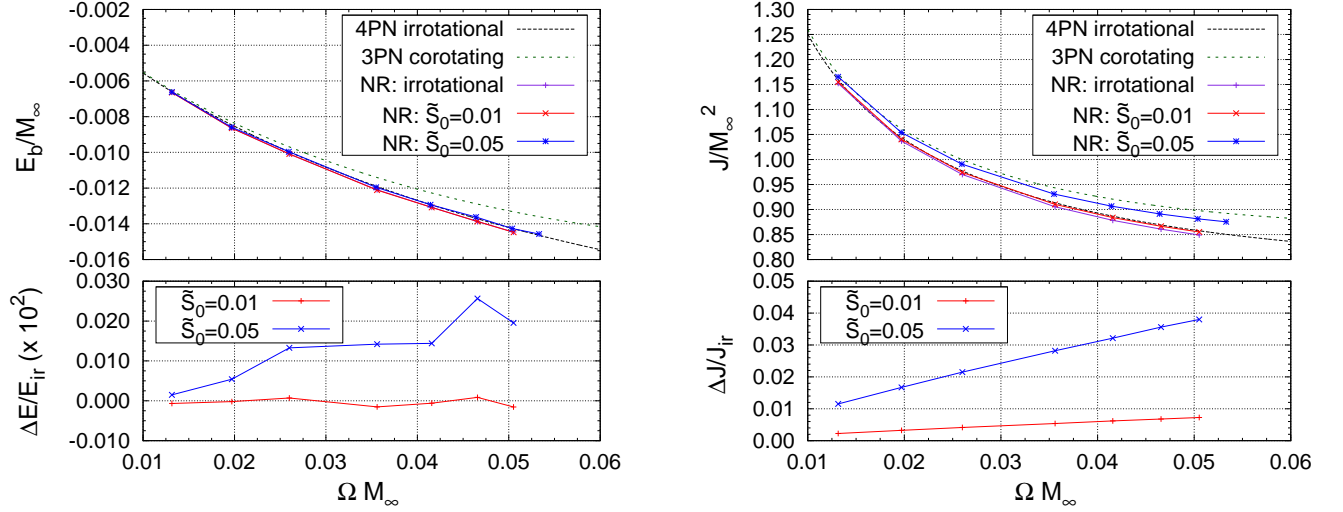 E_b/M_∞
-0.002
-0.004
-0.006
-0.008
-0.010
-0.012
-0.014
-0.016
4PN irrotational
3PN corotating
NR: irrotational
NR: S̃_0=0.01
NR: S̃_0=0.05
ΔE/E_ir (x 10^2)
0.030
0.020
0.010
0.000
-0.010
S̃_0=0.01
S̃_0=0.05
0.01 0.02 0.03 0.04 0.05 0.06
Ω M_∞
J/M_∞^2
1.30
1.25
1.20
1.15
1.10
1.05
1.00
0.95
0.90
0.85
0.80
4PN irrotational
3PN corotating
NR: irrotational
NR: S̃_0=0.01
NR: S̃_0=0.05
ΔJ/J_ir
0.05
0.04
0.03
0.02
0.01
0.00
S̃_0=0.01
S̃_0=0.05
0.01 0.02 0.03 0.04 0.05 0.06
Ω M_∞